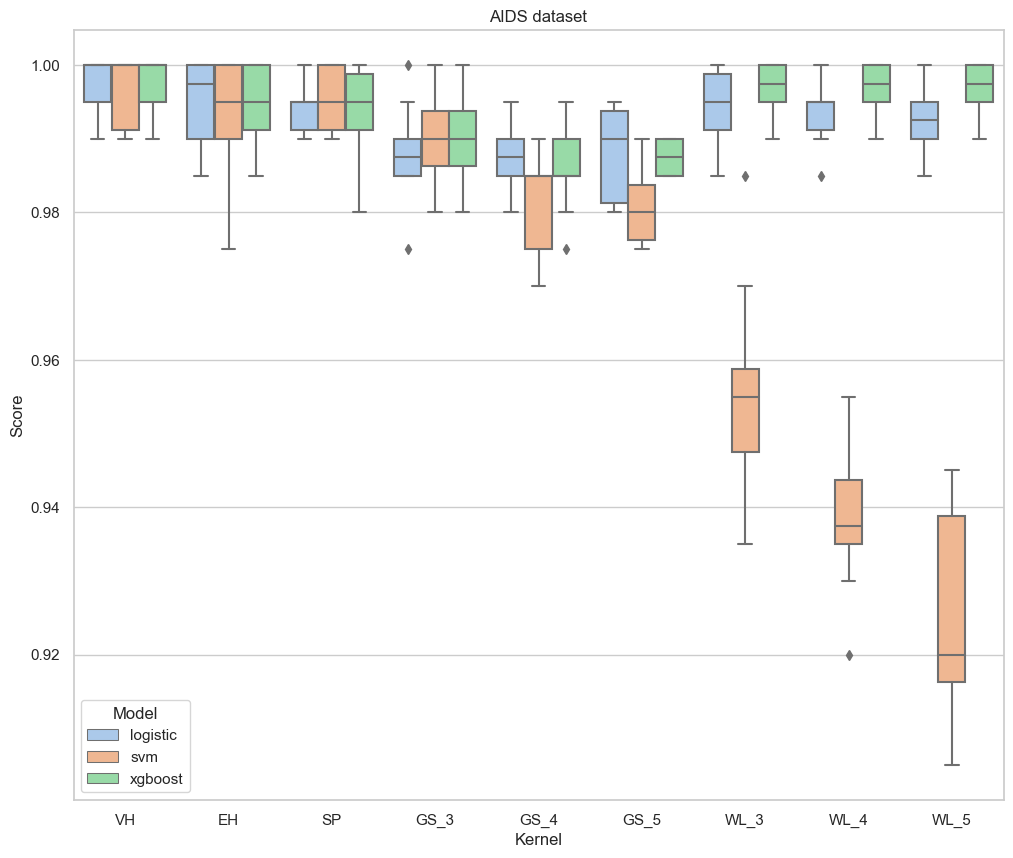 AIDS dataset
1.00
0.98
0.96
0.94
0.92
Score
Model
logistic
svm
xgboost
VH EH SP GS_3 GS_4 GS_5 WL_3 WL_4 WL_5
Kernel